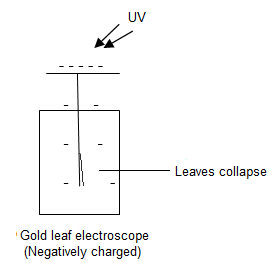 UV
Leaves collapse
Gold leaf electroscope
(Negatively charged)